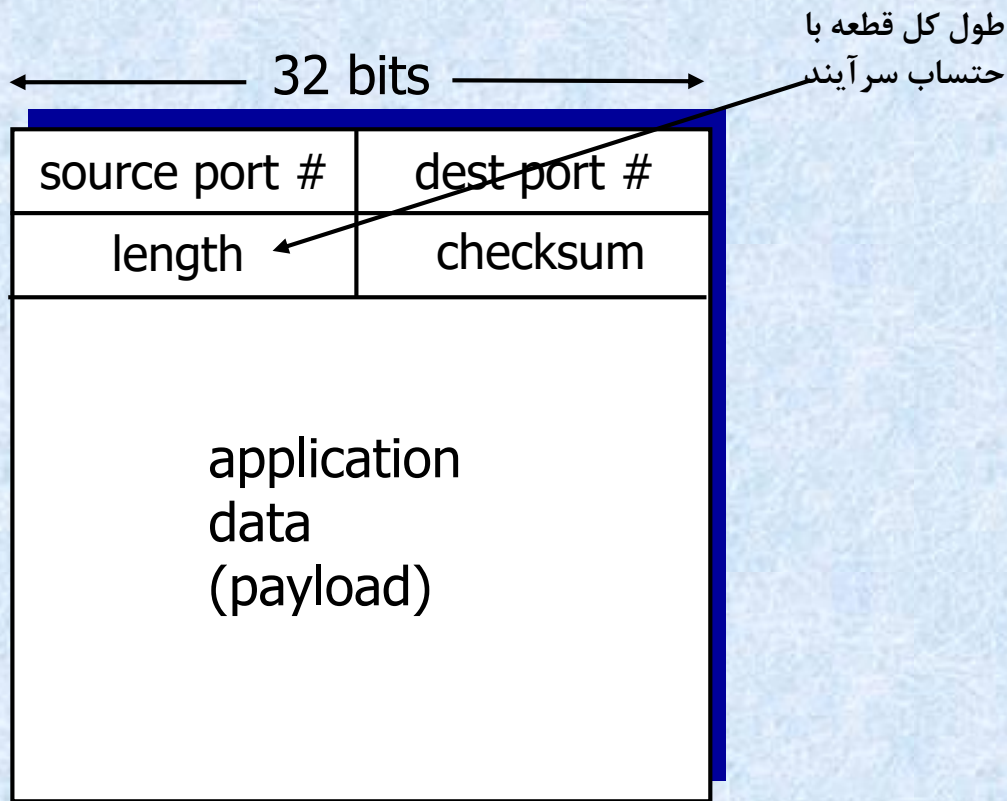 طول کل قطعه با
حتساب سرآیند
32 bits
source port #
dest port #
length
checksum
application
data
(payload)